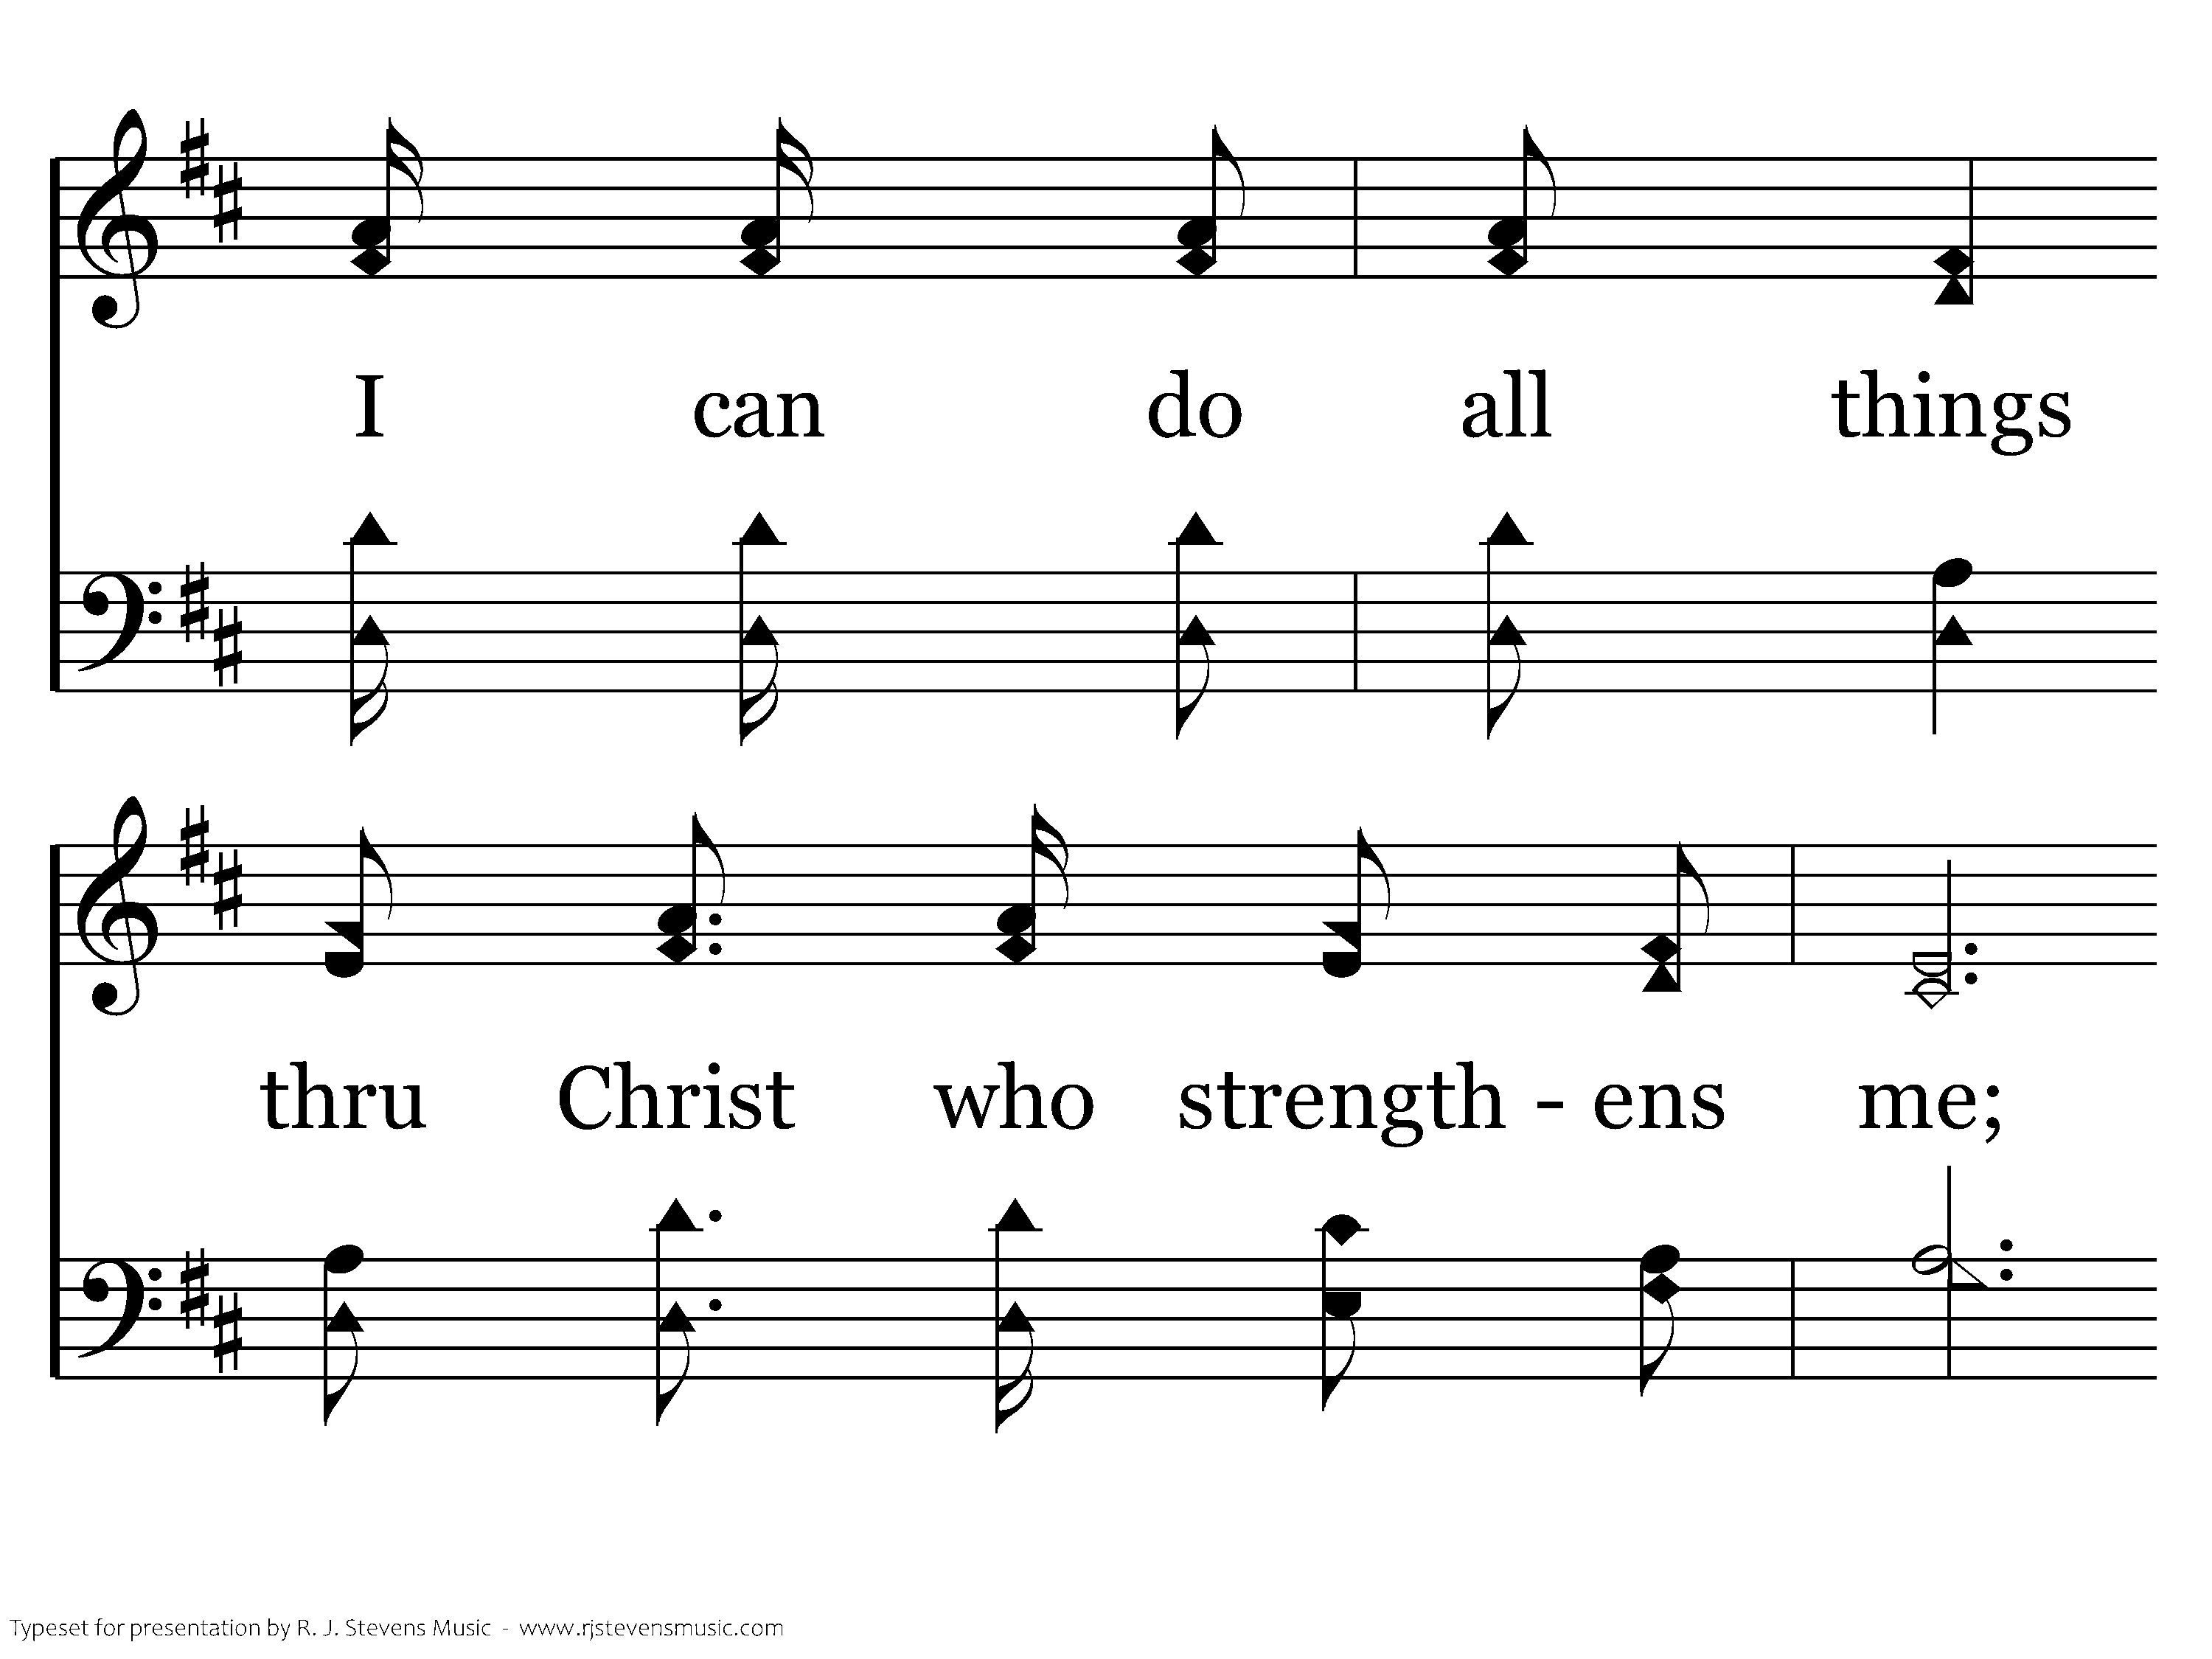 I can do all things
thru Christ who strength - ens me;
Typeset for presentation by R. J. Stevens Music - www.rjstevensmusic.com